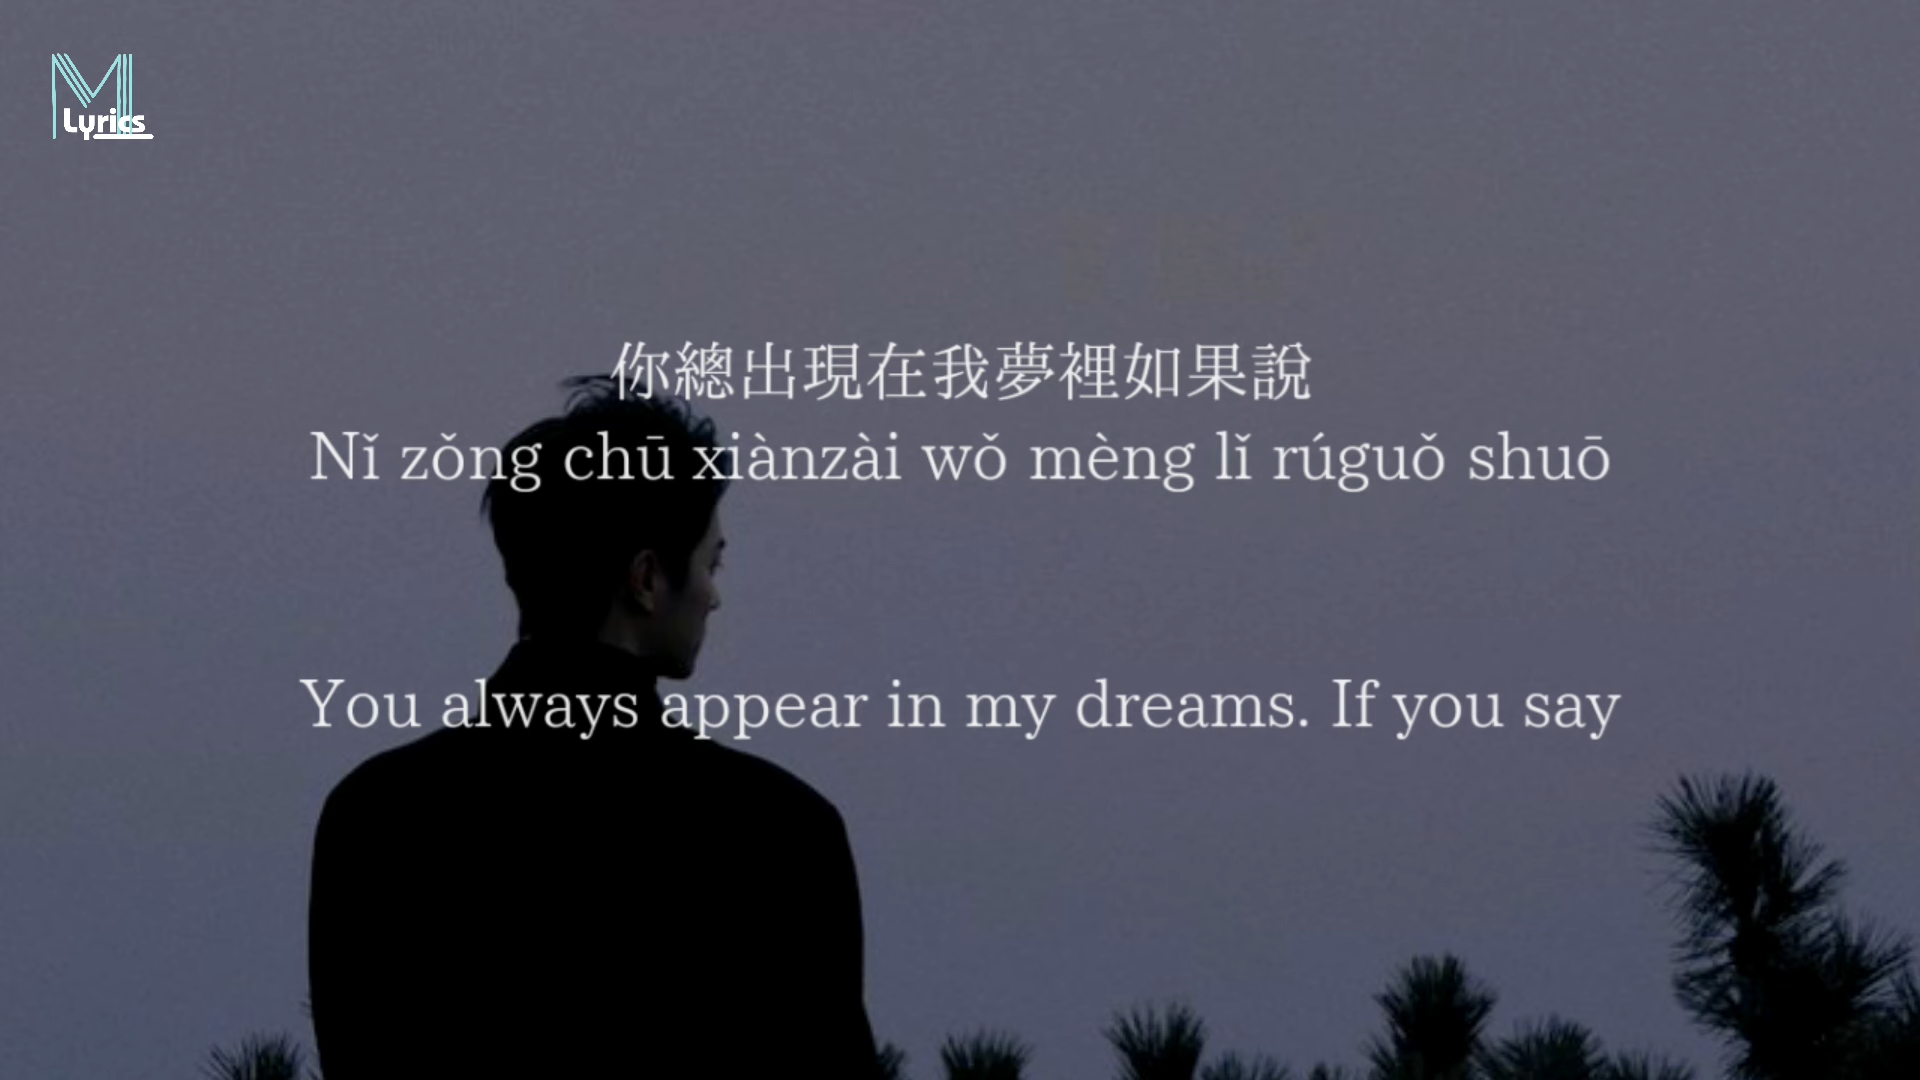 M
Lyrics
你總出現在我夢裡如果說
Nǐ zǒng chū xiànzài wǒ mèng lǐ rúguǒ shuō
You always appear in my dreams. If you say